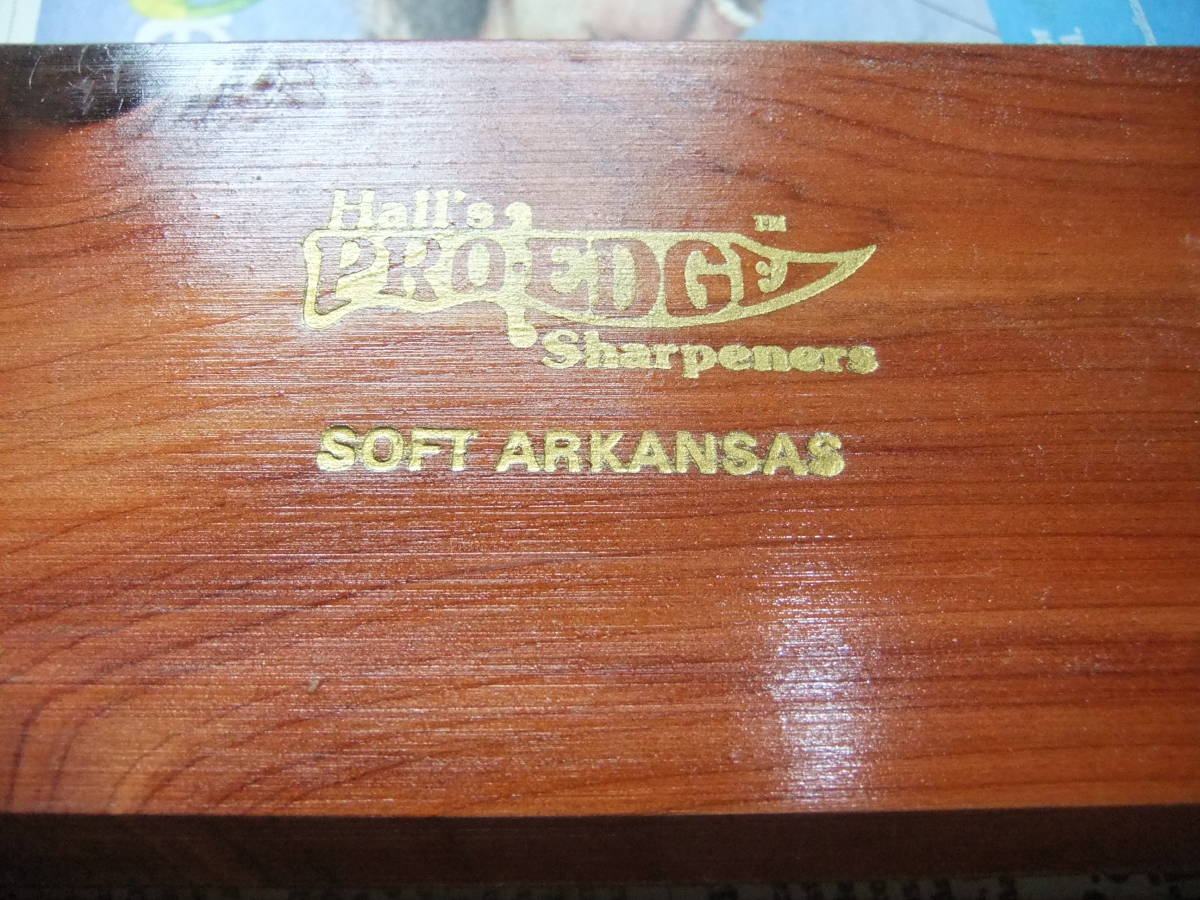 Hall's
PRO EDGE™
Sharpeners
SOFT ARKANSAS